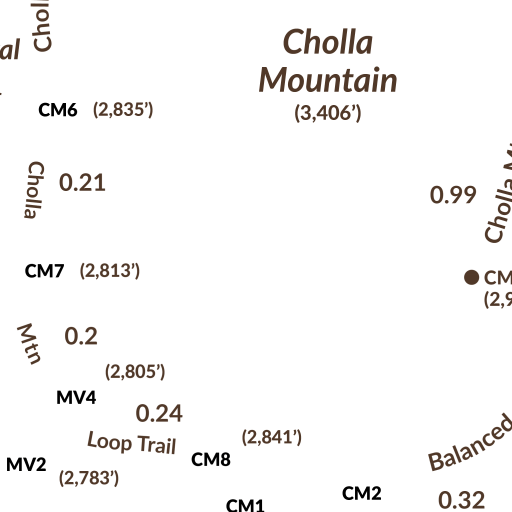 Cholla
Mountain
(3,406’)
CM6 (2,835’)
Cholla
0.21
0.99
CM7 (2,813’)
Mtn
0.2
(2,805’)
MV4
0.24
Loop Trail
(2,841’)
CM8
MV2
(2,783’)
CM1
CM2
Balanced
0.32